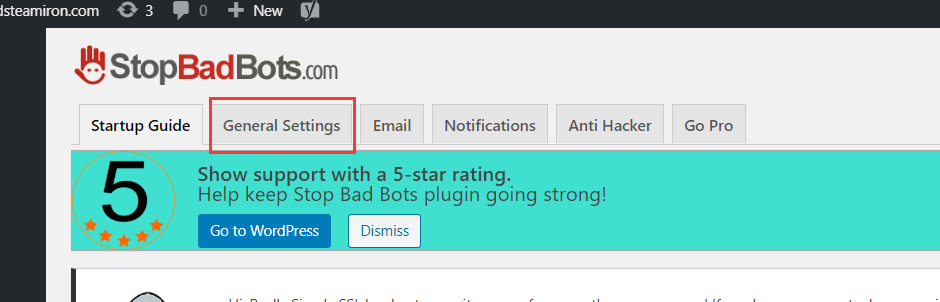 dsteamiron.com 3 0 + New
StopBadBots.com
Startup Guide General Settings Email Notifications Anti Hacker Go Pro
5
Show support with a 5-star rating.
Help keep Stop Bad Bots plugin going strong!
Go to WordPress Dismiss